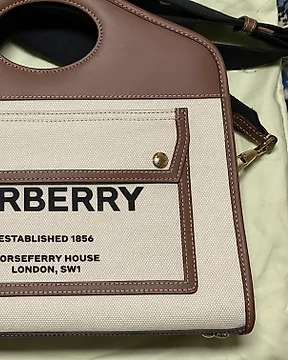 RBERRY
ESTABLISHED 1856
ORSEFERRY HOUSE
LONDON, SW1